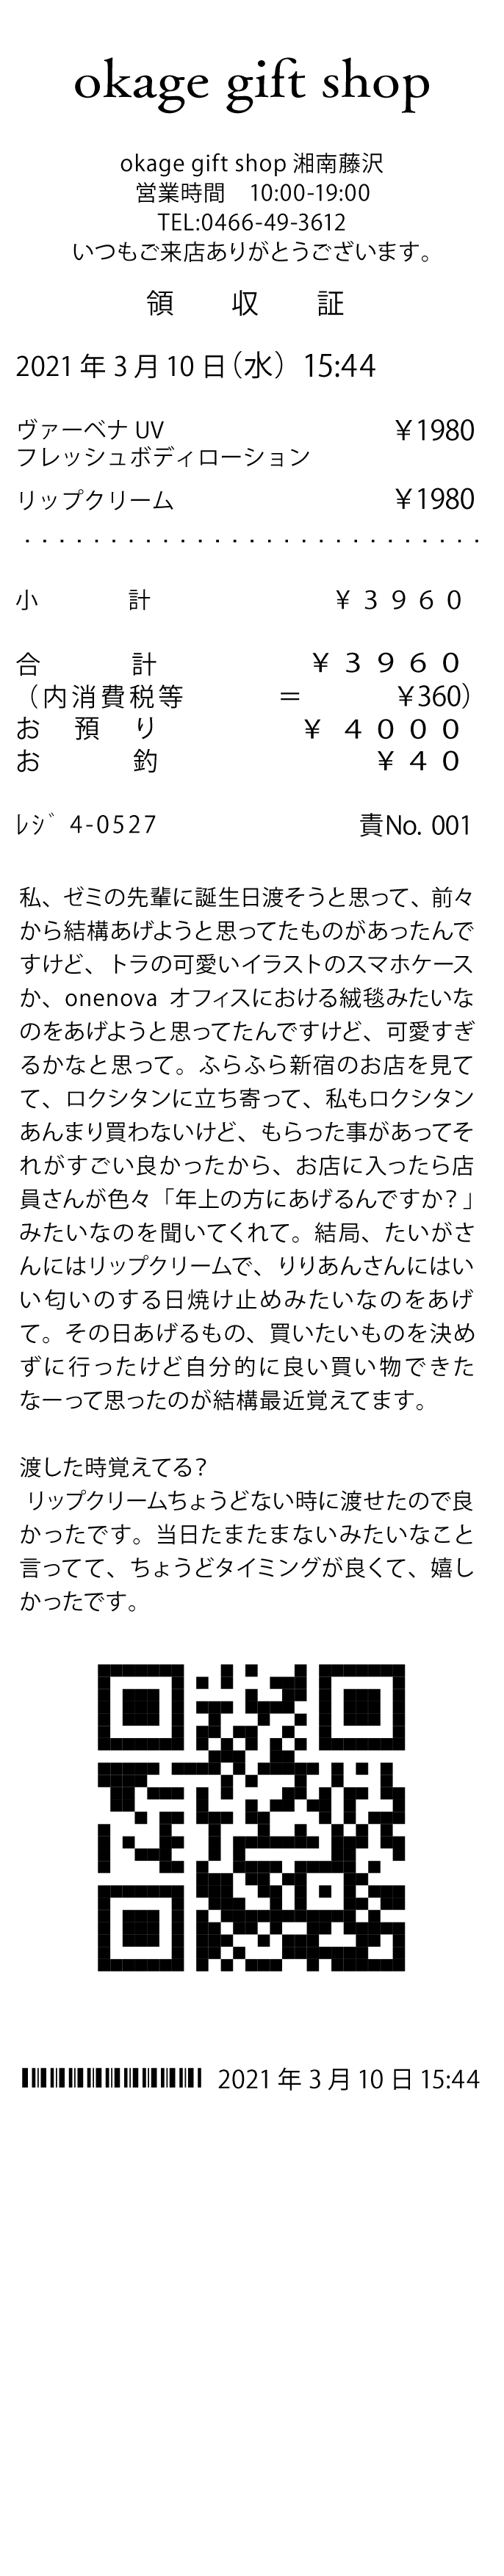 okage gift shop
okage gift shop 湘南藤沢
営業時間　10:00-19:00
TEL:0466-49-3612
いつもご来店ありがとうございます。
領　収　証
2021 年 3 月 10 日（水） 15:44
ヴァーベナ UV ￥1980
フレッシュボディローション
リップクリーム ￥1980
・・・・・・・・・・・・・・・・・・・・・・・・・・・
小　計 ￥３９６０
合　計 ￥３９６０
（内消費税等 ＝ ￥360）
お　預　り ￥４０００
お　釣 ￥４０
ﾚｼﾞ 4-0527 責No. 001
私、ゼミの先輩に誕生日渡そうと思って、前々
から結構あげようと思ってたものがあったんで
すけど、トラの可愛いイラストのスマホケース
か、onenova オフィスにおける絨毯みたいな
のをあげようと思ってたんですけど、可愛すぎ
るかなと思って。ふらふら新宿のお店を見て
て、ロクシタンに立ち寄って、私もロクシタン
あんまり買わないけど、もらった事があってそ
れがすごい良かったから、お店に入ったら店
員さんが色々「年上の方にあげるんですか？」
みたいなのを聞いてくれて。結局、たいがさ
んにはリップクリームで、りりあんさんにはい
い匂いのする日焼け止めみたいなのをあげ
て。その日あげるもの、買いたいものを決め
ずに行ったけど自分的に良い買い物できた
なーって思ったのが結構最近覚えてます。
渡した時覚えてる？
リップクリームちょうどない時に渡せたので良
かったです。当日たまたまないみたいなこと
言ってて、ちょうどタイミングが良くて、嬉し
かったです。
2021 年 3 月 10 日 15:44